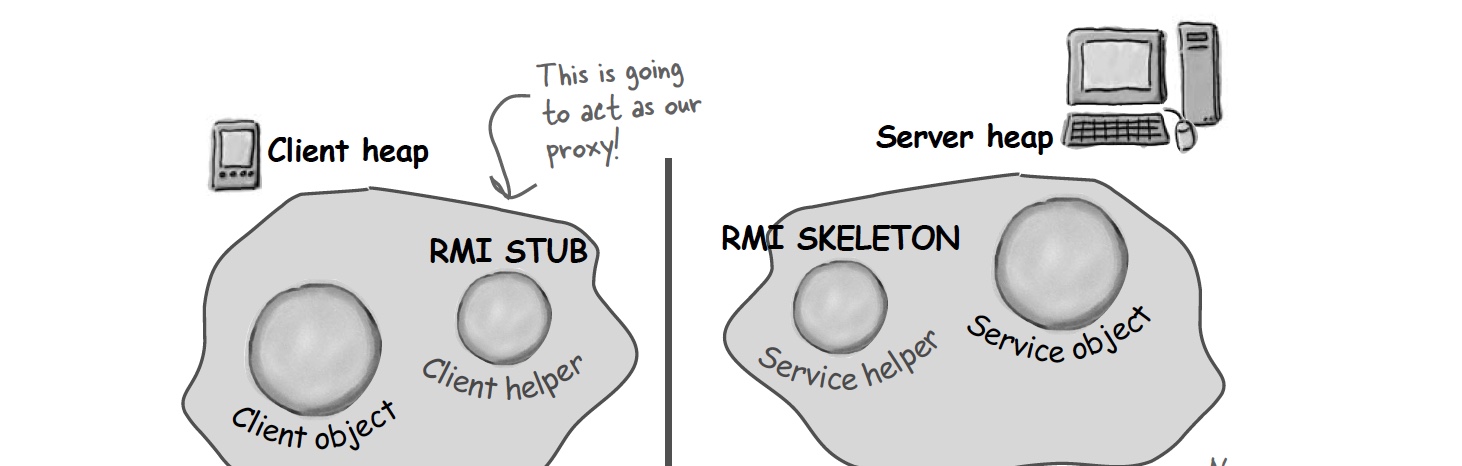 This is going
to act as our
proxy!
Client heap
Server heap
RMI STUB
RMI SKELETON
Client helper
Client object
Service helper
Service object